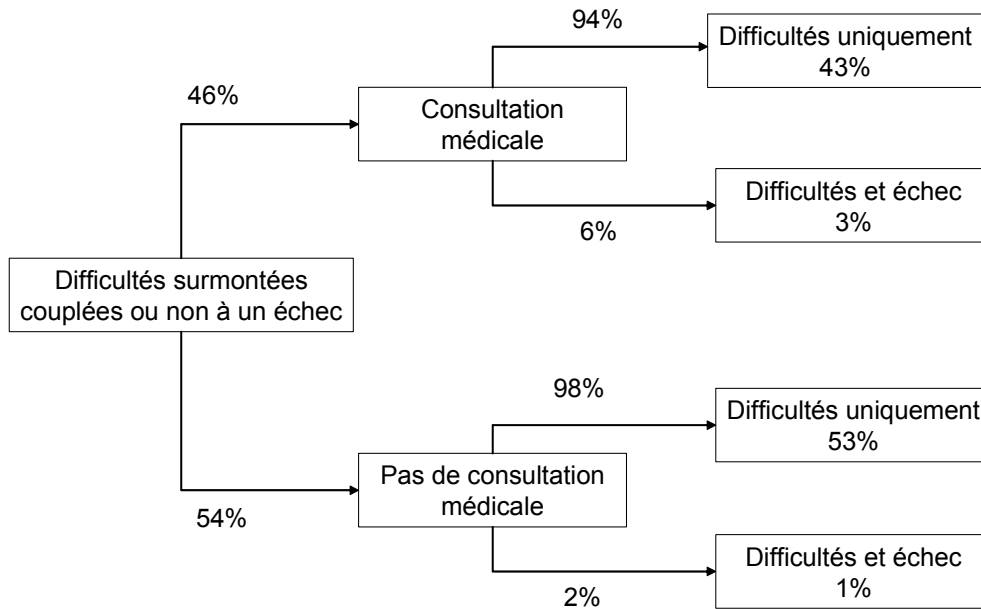 94%
Difficultés uniquement
43%
46%
Consultation
médicale
Difficultés et échec
3%
6%
Difficultés surmontées
couplées ou non à un échec
98%
Difficultés uniquement
53%
Pas de consultation
médicale
54%
Difficultés et échec
1%
2%